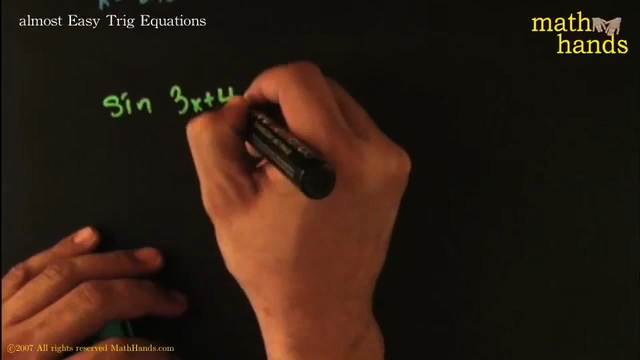 almost Easy Trig Equations
math
hands
sin 3x+4
©2007 All rights reserved MathHands.com